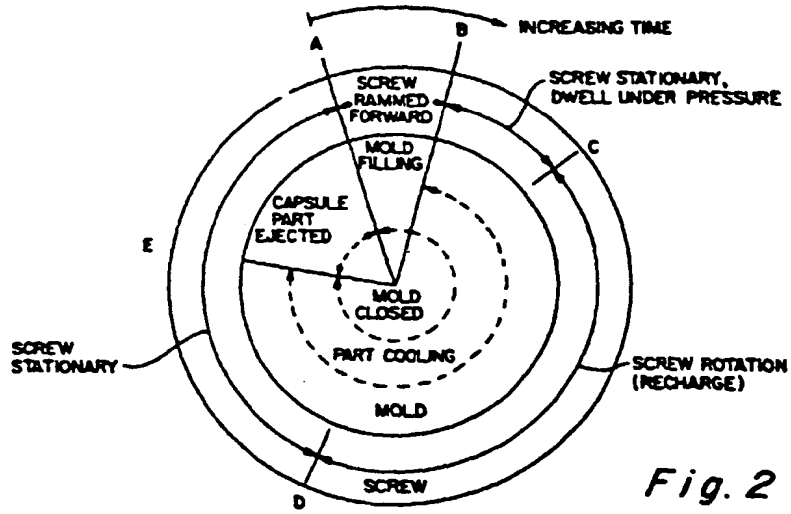 INCREASING TIME
A
B
SCREW STATIONARY,
DWELL UNDER PRESSURE
SCREW
RAMMED
FORWARD
C
MOLD
FILLING
CAPSULE
PART
EJECTED
E
MOLD
CLOSED
SCREW
STATIONARY
PART COOLING
SCREW ROTATION
(RECHARGE)
MOLD
SCREW
D
Fig. 2